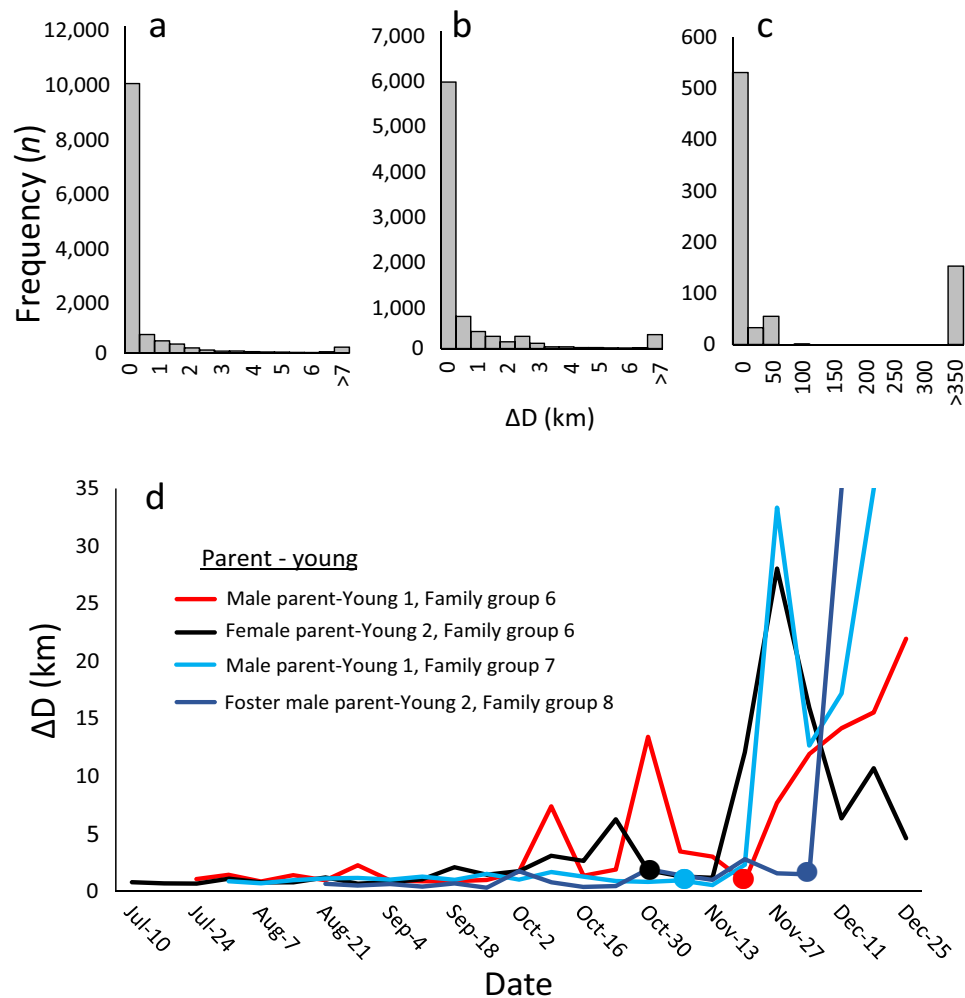 a
b
c
Frequency (n)
12,000
10,000
8,000
6,000
4,000
2,000
0
7,000
6,000
5,000
4,000
3,000
2,000
1,000
0
600
500
400
300
200
100
0
0 1 2 3 4 5 6 >7
0 1 2 3 4 5 6 >7
0 50 100 150 200 250 300 >350
ΔD (km)
d
ΔD (km)
35
30
25
20
15
10
5
0
Parent - young
Male parent-Young 1, Family group 6
Female parent-Young 2, Family group 6
Male parent-Young 1, Family group 7
Foster male parent-Young 2, Family group 8
Jul-10 Jul-24 Aug-7 Aug-21 Sep-4 Sep-18 Oct-2 Oct-16 Oct-30 Nov-13 Nov-27 Dec-11 Dec-25
Date